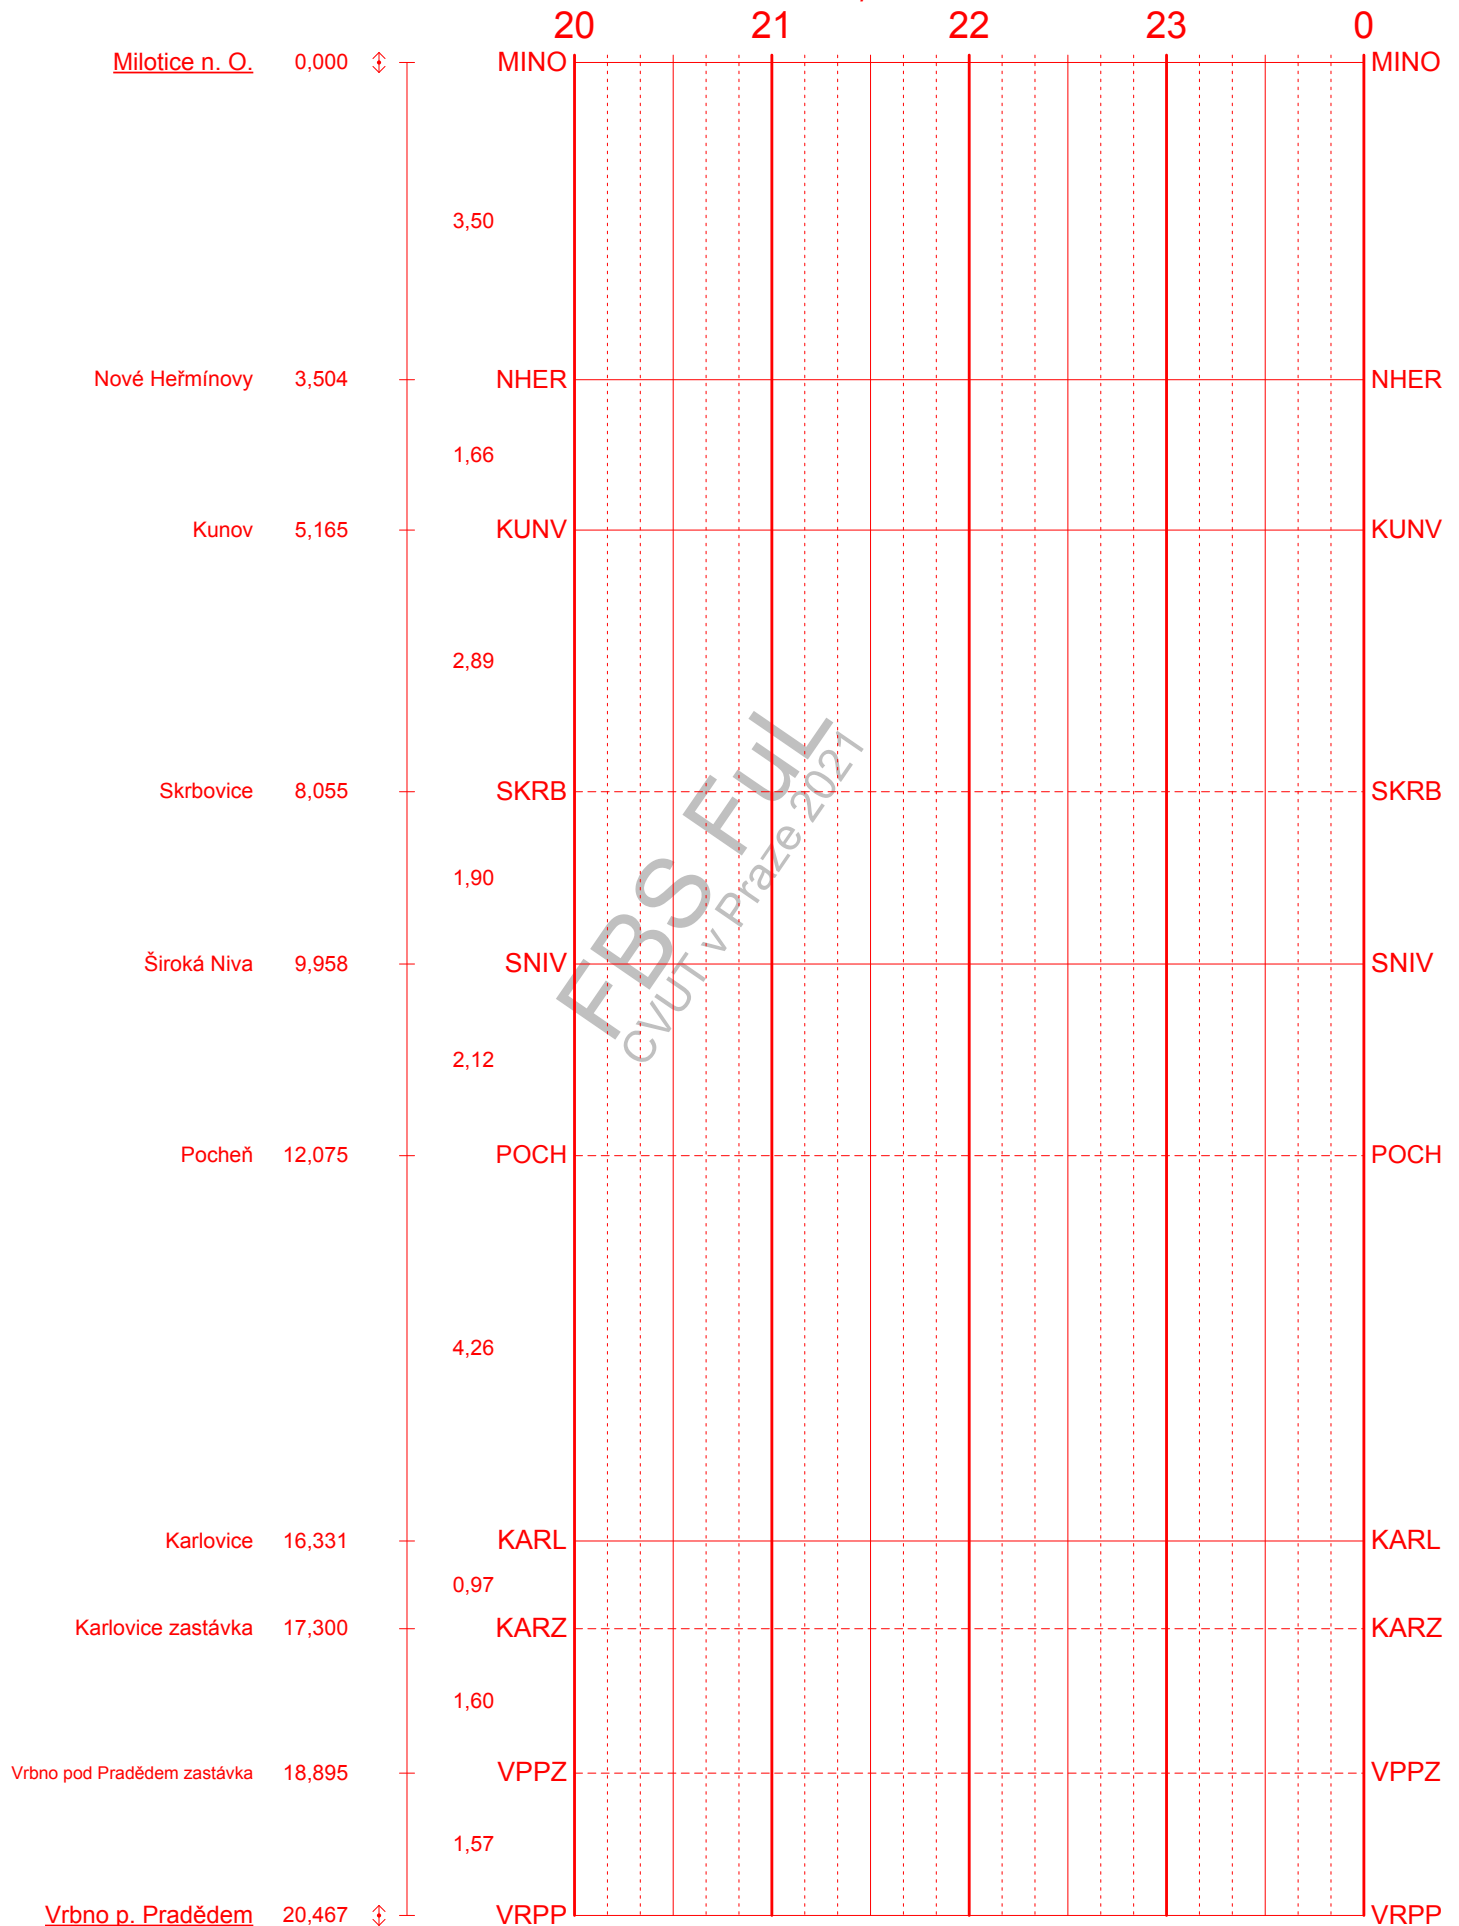 20 21 22 23 0
Milotice n. O. 0,000 MINO MINO
3,50
Nové Heřmínovy 3,504 NHER NHER
1,66
Kunov 5,165 KUNV KUNV
2,89
Skrbovice 8,055 SKRB SKRB
1,90
Široká Niva 9,958 SNIV SNIV
2,12
Pocheň 12,075 POCH POCH
4,26
Karlovice 16,331 KARL KARL
0,97
Karlovice zastávka 17,300 KARZ KARZ
1,60
Vrbno pod Pradědem zastávka 18,895 VPPZ VPPZ
1,57
Vrbno p. Pradědem 20,467 VRPP VRPP
FBS FuL
CVUT v Praze 2021